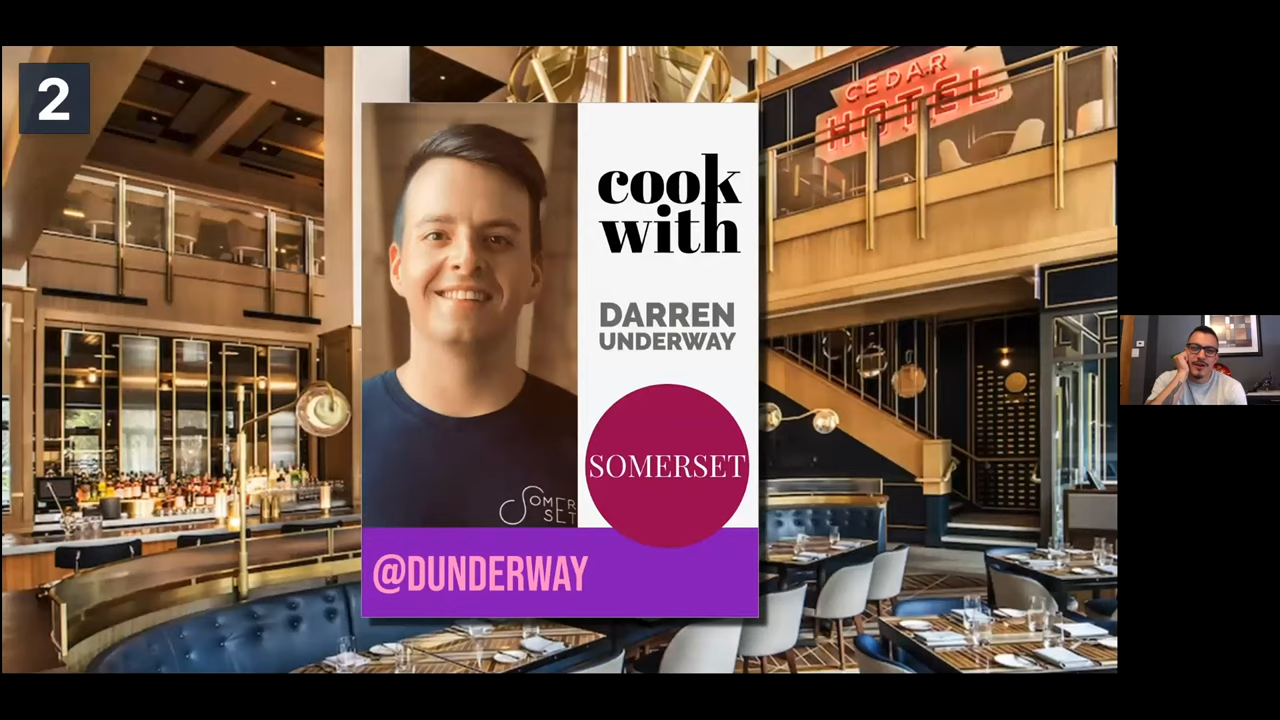 2
CEDAR
HOTEL
cook
with
DARREN
UNDERWAY
SOMERSET
SOMER
SET
@DUNDERWAY